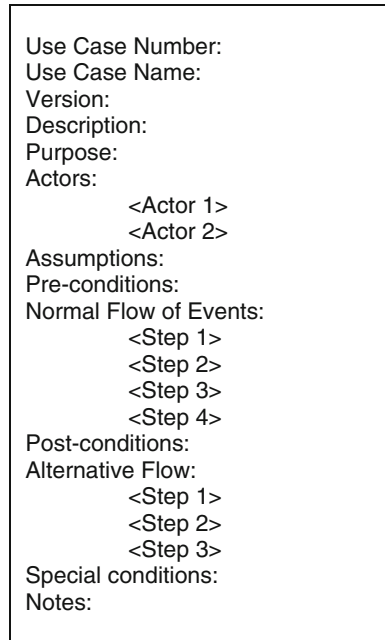 Use Case Number:
Use Case Name:
Version:
Description:
Purpose:
Actors:
<Actor 1>
<Actor 2>
Assumptions:
Pre-conditions:
Normal Flow of Events:
<Step 1>
<Step 2>
<Step 3>
<Step 4>
Post-conditions:
Alternative Flow:
<Step 1>
<Step 2>
<Step 3>
Special conditions:
Notes: